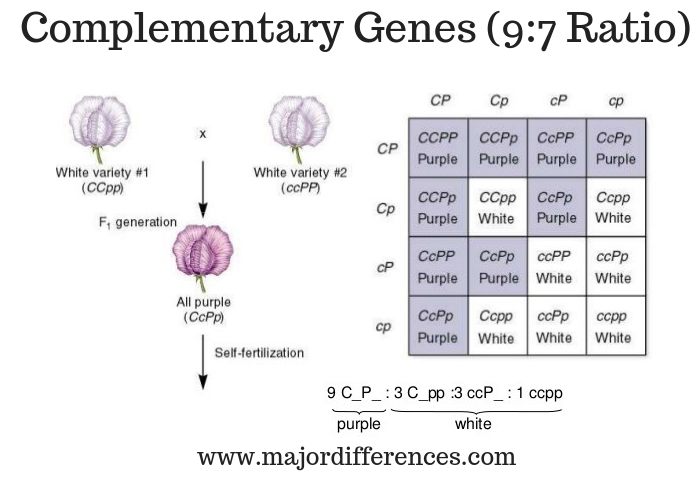 Complementary Genes (9:7 Ratio)
White variety #1
(CCpp)
x
White variety #2
(ccPP)
F₁ generation
All purple
(CcPp)
Self-fertilization
CP Cp cP cp
CP
CCPP CCPp CcPP CcPp
Purple Purple Purple Purple
Cp
CCPp CCpp CcPp Ccpp
Purple White Purple White
cP
CcPP CcPp ccPP ccPp
Purple Purple White White
cp
CcPp Ccpp ccPp ccpp
Purple White White White
9 C_P_ : 3 C_pp :3 ccP_ : 1 ccpp
purple white
www.majordifferences.com